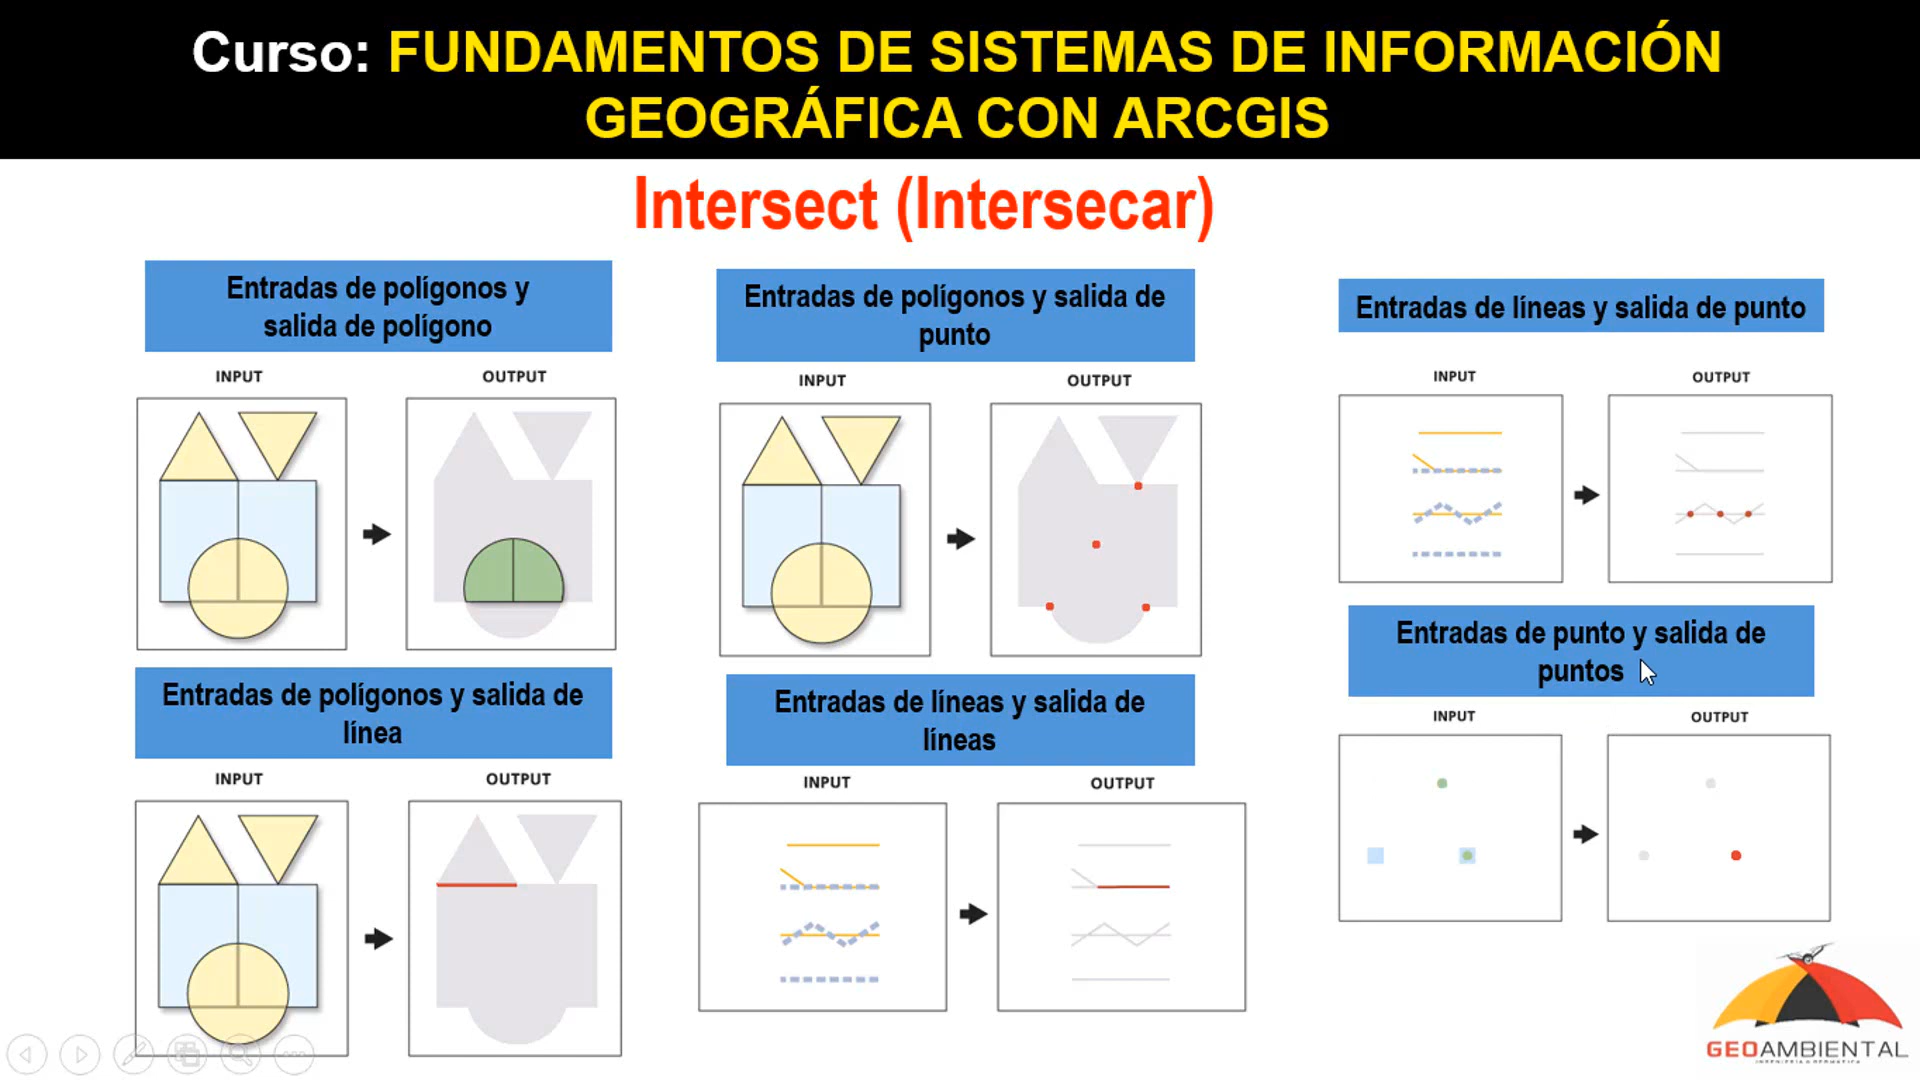 Curso: FUNDAMENTOS DE SISTEMAS DE INFORMACIÓN
GEOGRÁFICA CON ARCGIS
Intersect (Intersecar)
Entradas de polígonos y
salida de polígono
INPUT
OUTPUT
Entradas de polígonos y salida de
línea
INPUT
OUTPUT
Entradas de polígonos y salida de
punto
INPUT
OUTPUT
Entradas de líneas y salida de
líneas
INPUT
OUTPUT
Entradas de líneas y salida de punto
INPUT
OUTPUT
Entradas de punto y salida de
puntos
INPUT
OUTPUT
GEOAMBIENTAL